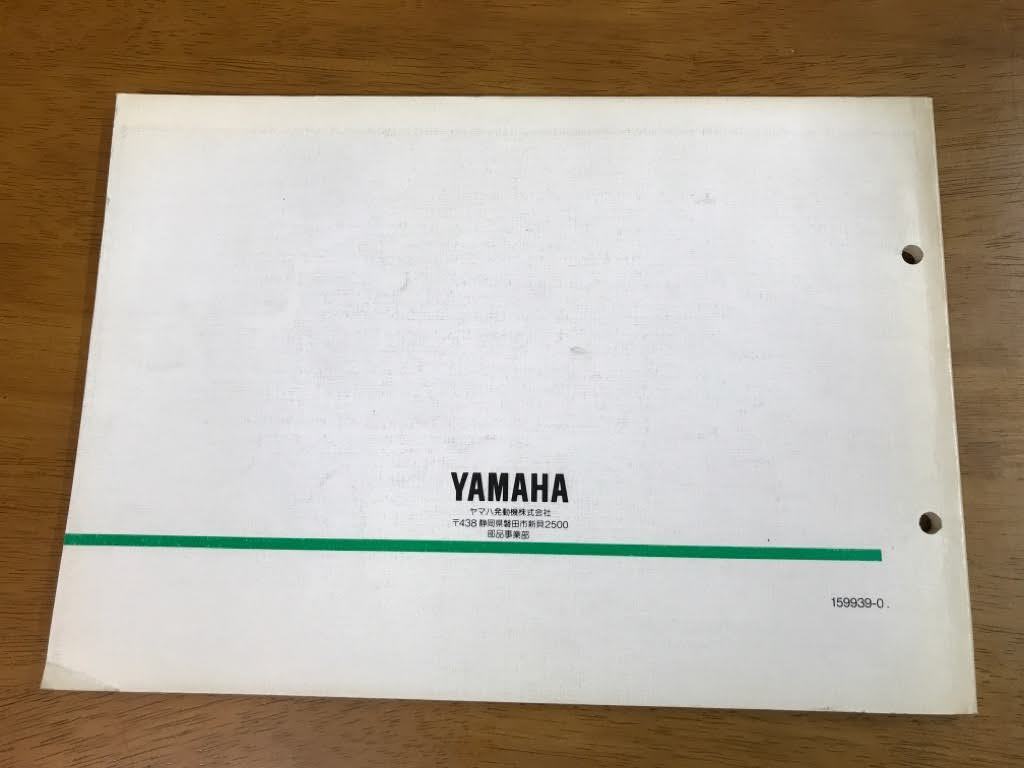 YAMAHA
ヤマハ発動機株式会社
〒438 静岡県磐田市新貝2500
部品事業部
159939-0.